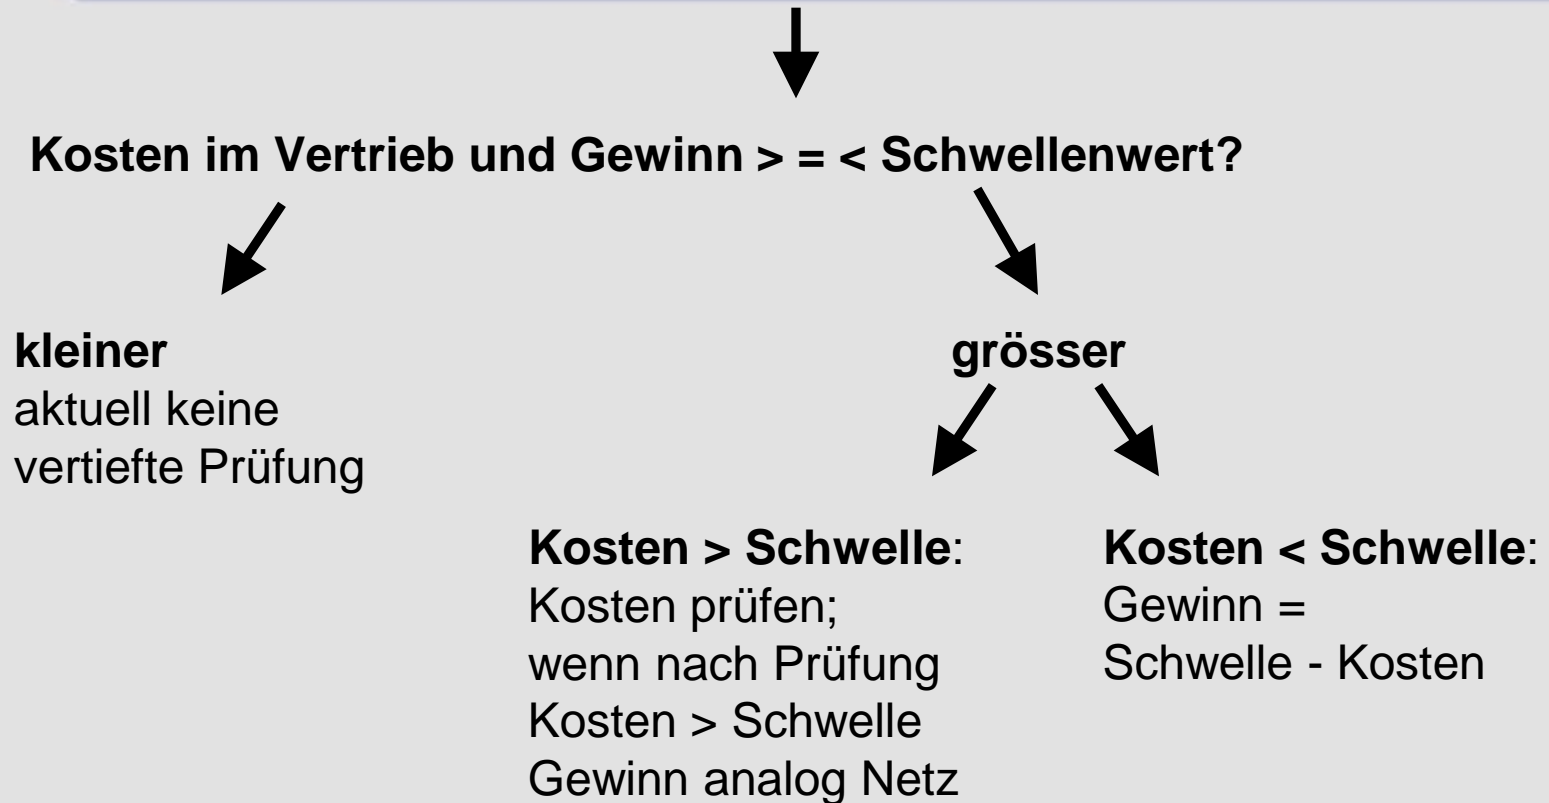 Kosten im Vertrieb und Gewinn > = < Schwellenwert?
kleiner
aktuell keine
vertiefte Prüfung
grösser
Kosten > Schwelle:
Kosten prüfen;
wenn nach Prüfung
Kosten > Schwelle
Gewinn analog Netz
Kosten < Schwelle:
Gewinn =
Schwelle - Kosten